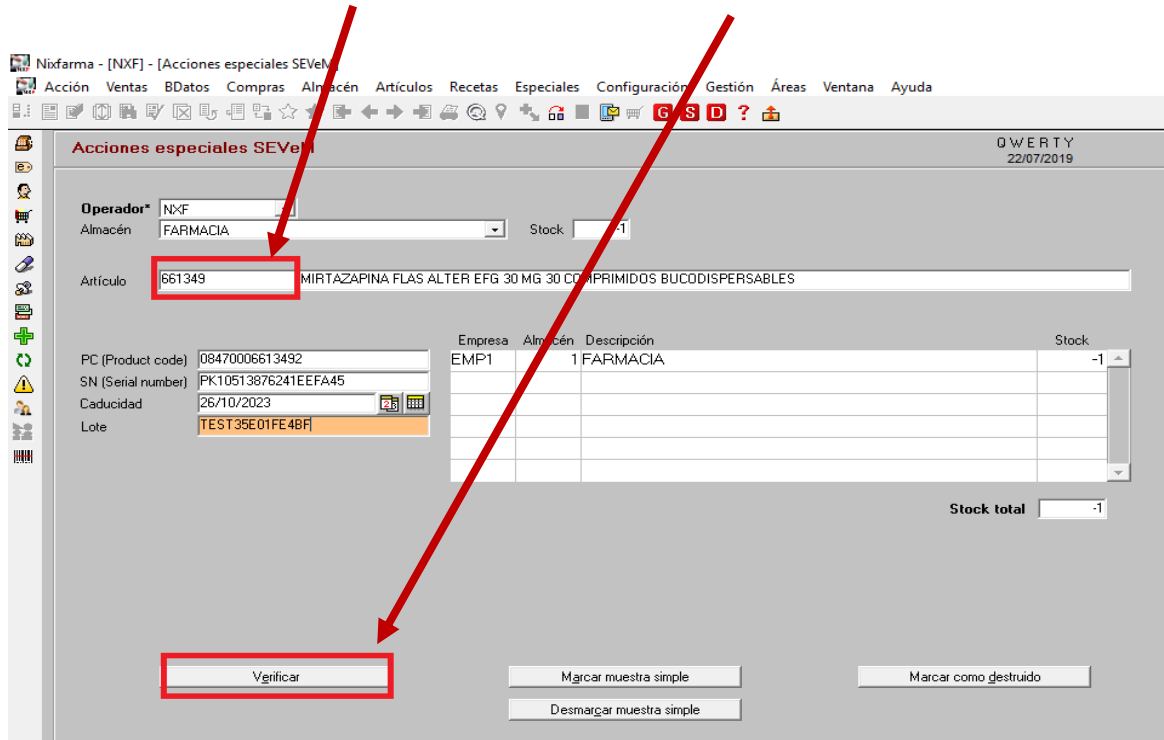 Nixfarma - [NXF] - [Acciones especiales SEVeM]
Acción Ventas BDatos Compras Almacén Artículos Recetas Especiales Configuración Gestión Áreas Ventana Ayuda
G S D ?
Acciones especiales SEVeM
QWERTY
22/07/2019
Operador* NXF
Almacén FARMACIA Stock -1
Artículo 661349 MIRTAZAPINA FLAS ALTER EFG 30 MG 30 COMPRIMIDOS BUCODISPERSABLES
Empresa Almacén Descripción Stock
PC (Product code) 08470006613492 EMP1 1 FARMACIA -1
SN (Serial number) PK10513876241EEFA45
Caducidad 26/10/2023
Lote TEST35E01FE4BF
Stock total -1
Verificar Marcar muestra simple Marcar como destruido
Desmarcar muestra simple